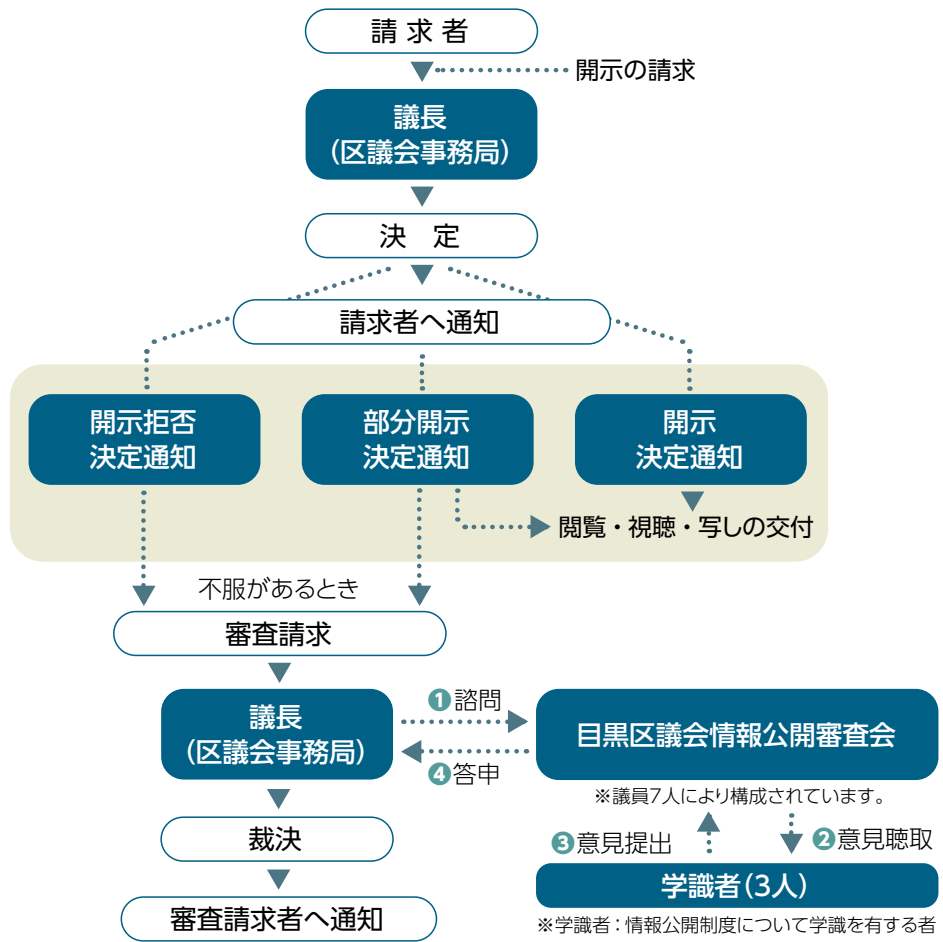 請求者
開示の請求
議長
（区議会事務局）
決　定
請求者へ通知
開示拒否
決定通知
部分開示
決定通知
開示
決定通知
閲覧・視聴・写しの交付
不服があるとき
審査請求
議長
（区議会事務局）
❶諮問
❹答申
目黒区議会情報公開審査会
※議員7人により構成されています。
❸意見提出
❷意見聴取
学識者（3人）
※学識者：情報公開制度について学識を有する者
裁決
審査請求者へ通知